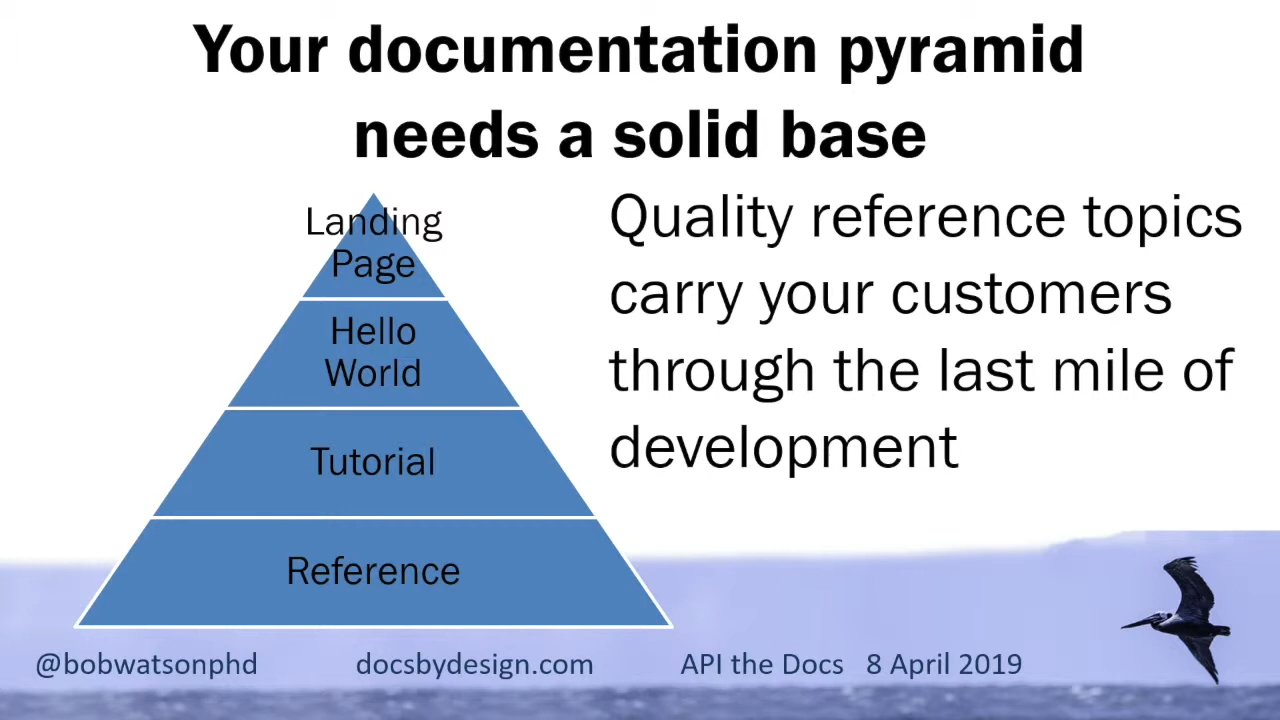 Your documentation pyramid
needs a solid base
Landing
Page
Hello
World
Tutorial
Reference
Quality reference topics
carry your customers
through the last mile of
development
@bobwatsonphd docsbydesign.com API the Docs 8 April 2019